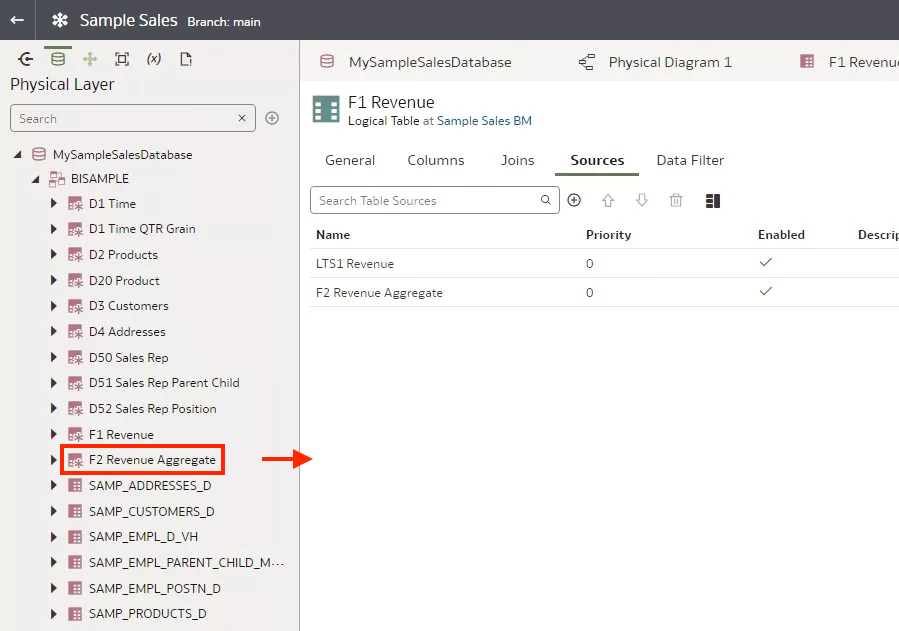 Sample Sales Branch: main
(x)
Physical Layer
Search
MySampleSalesDatabase
BISAMPLE
D1 Time
D1 Time QTR Grain
D2 Products
D20 Product
D3 Customers
D4 Addresses
D50 Sales Rep
D51 Sales Rep Parent Child
D52 Sales Rep Position
F1 Revenue
F2 Revenue Aggregate
SAMP_ADDRESSES_D
SAMP_CUSTOMERS_D
SAMP_EMPL_D_VH
SAMP_EMPL_PARENT_CHILD_M···
SAMP_EMPL_POSTN_D
SAMP_PRODUCTS_D
MySampleSalesDatabase Physical Diagram 1 F1 Revenu
F1 Revenue
Logical Table at Sample Sales BM
General Columns Joins Sources Data Filter
Search Table Sources
Name Priority Enabled Descrip
LTS1 Revenue 0
F2 Revenue Aggregate 0